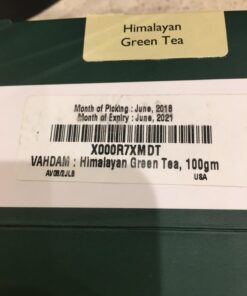 Himalayan
Green Tea
Month of Picking : June, 2018
Month of Expiry : June, 2021
X000R7XMDT
VAHDAM : Himalayan Green Tea, 100gm
USA